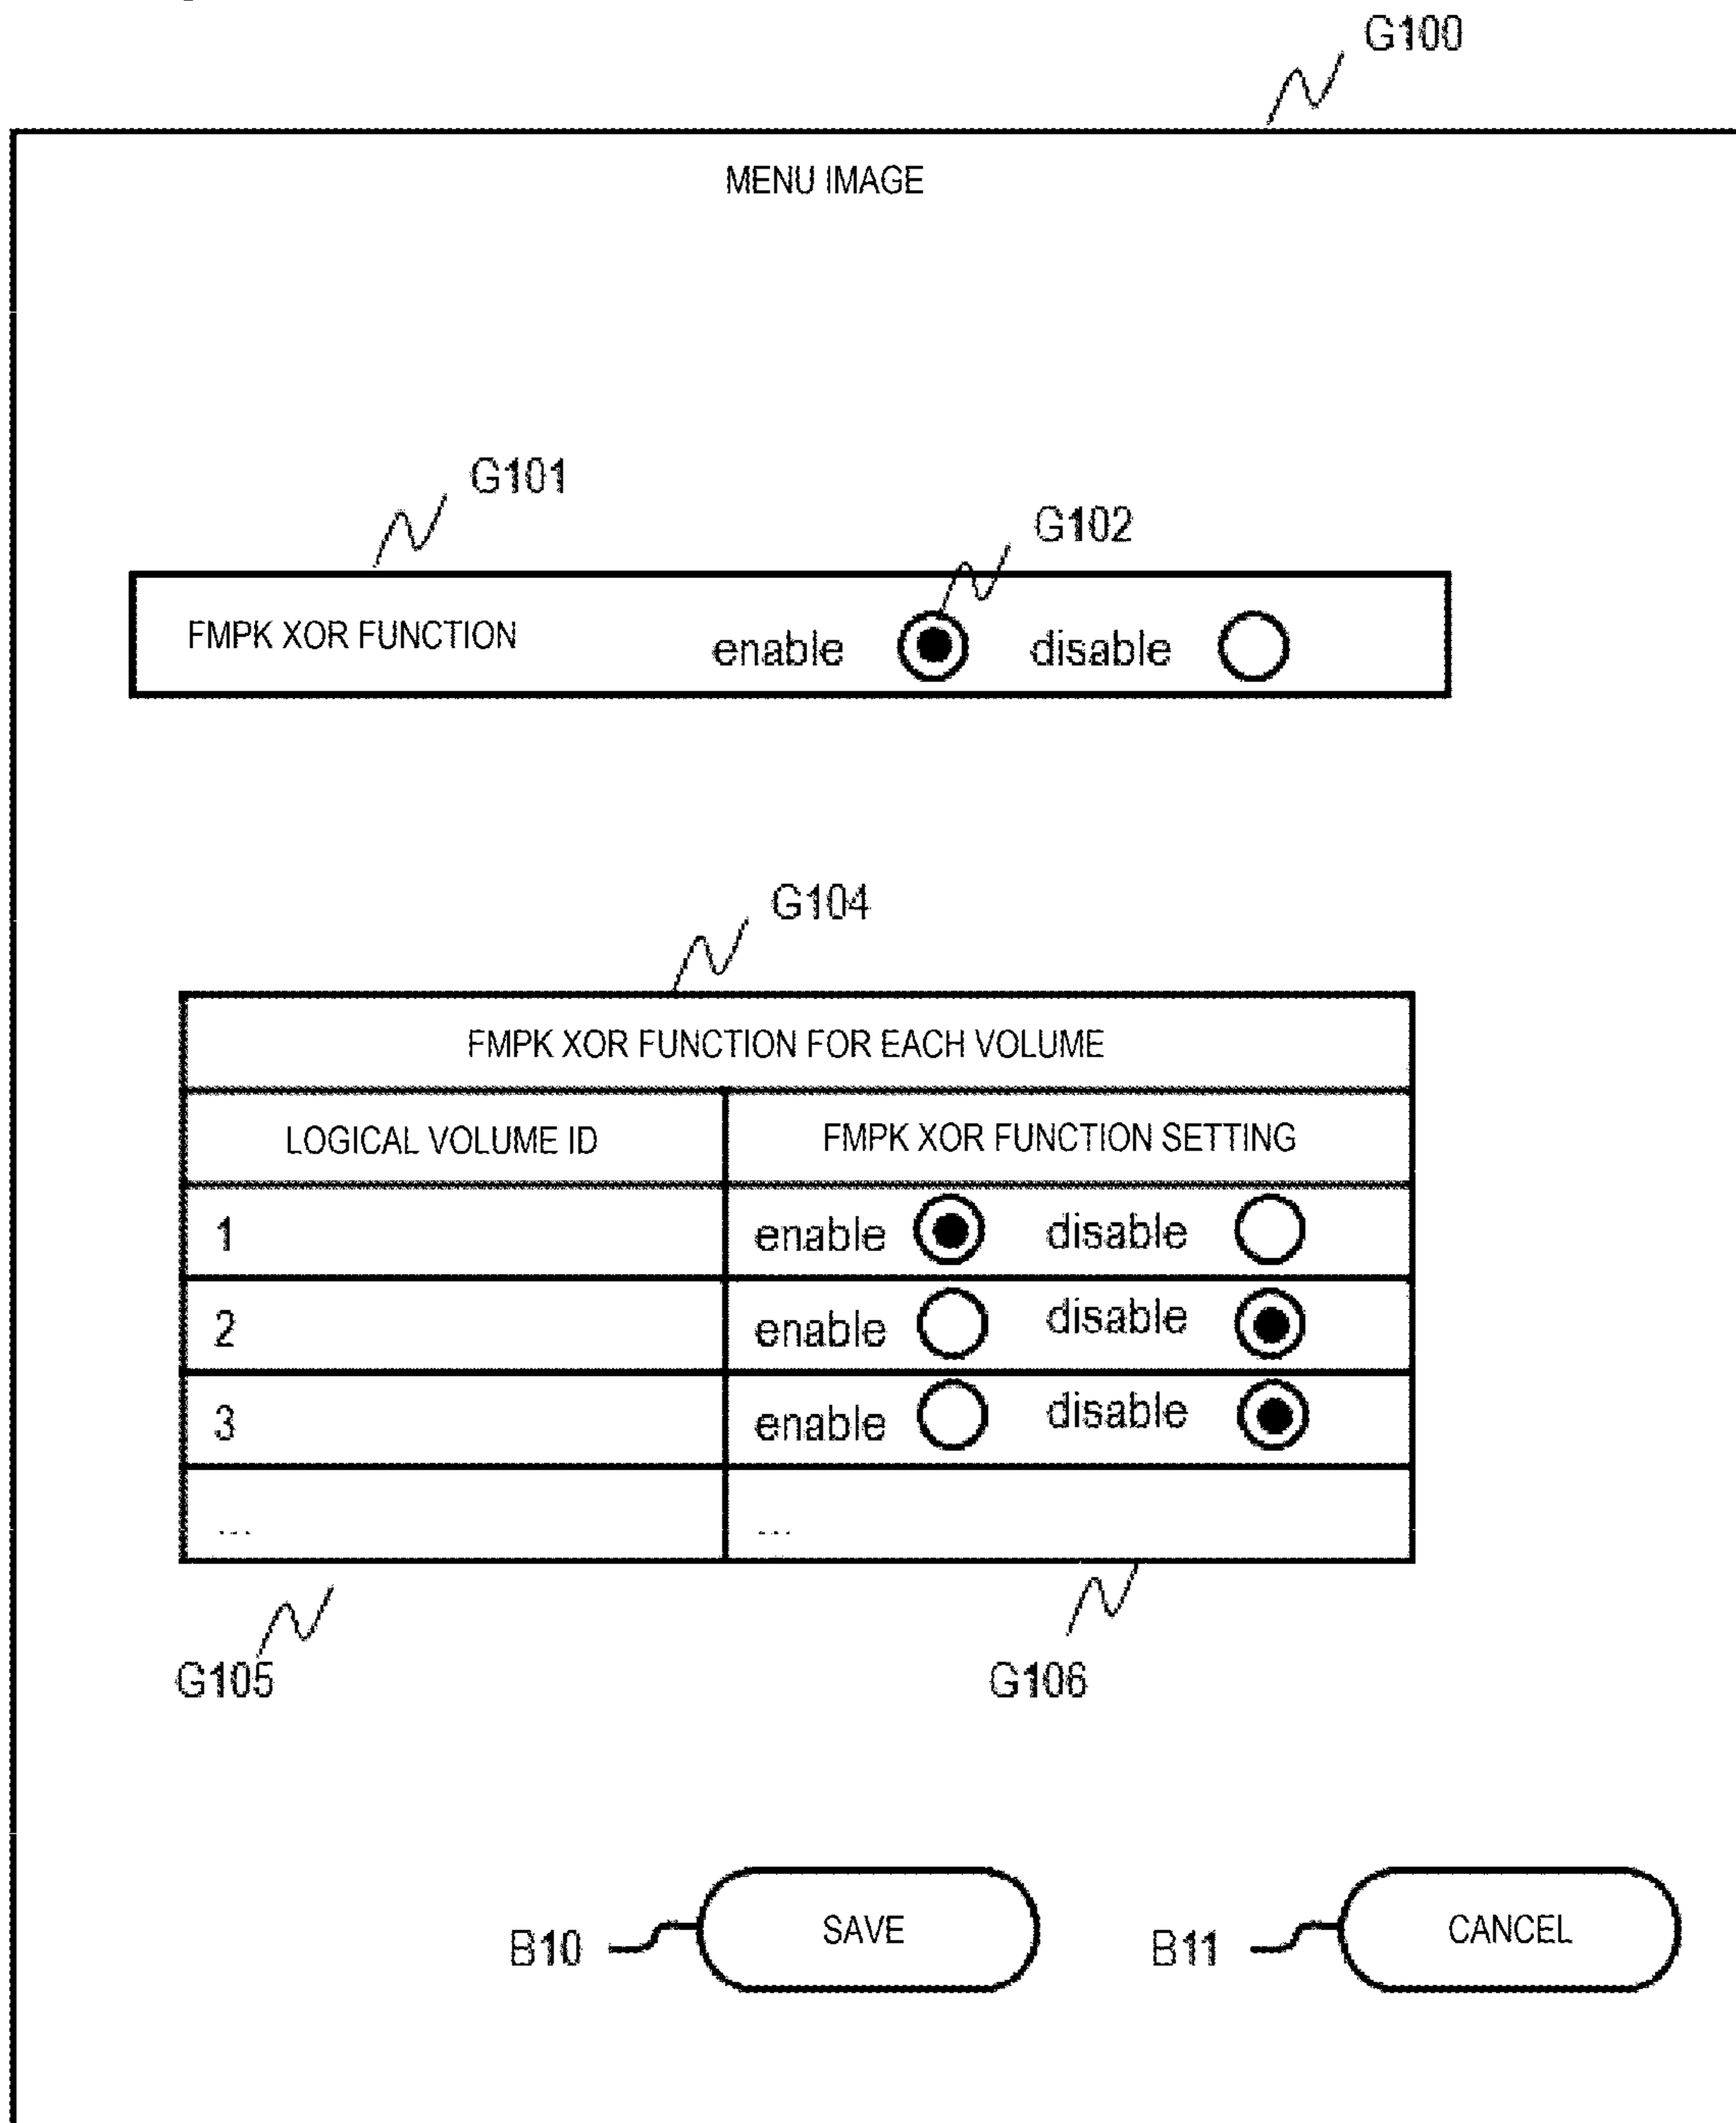 G100
MENU IMAGE
G101
G102
FMPK XOR FUNCTION enable disable
G104
FMPK XOR FUNCTION FOR EACH VOLUME
LOGICAL VOLUME ID FMPK XOR FUNCTION SETTING
1 enable disable
2 enable disable
3 enable disable
... ...
G105 G106
B10 SAVE B11 CANCEL